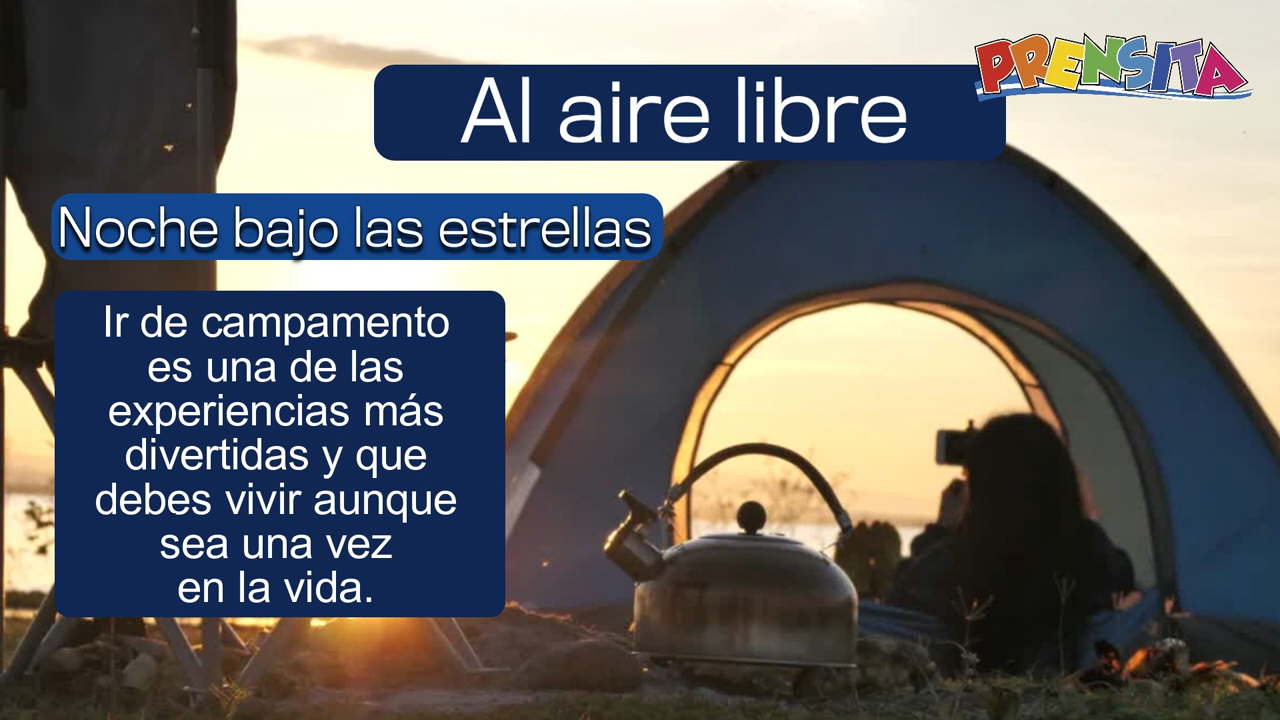 PRENSITA
Al aire libre
Noche bajo las estrellas
Ir de campamento
es una de las
experiencias más
divertidas y que
debes vivir aunque
sea una vez
en la vida.